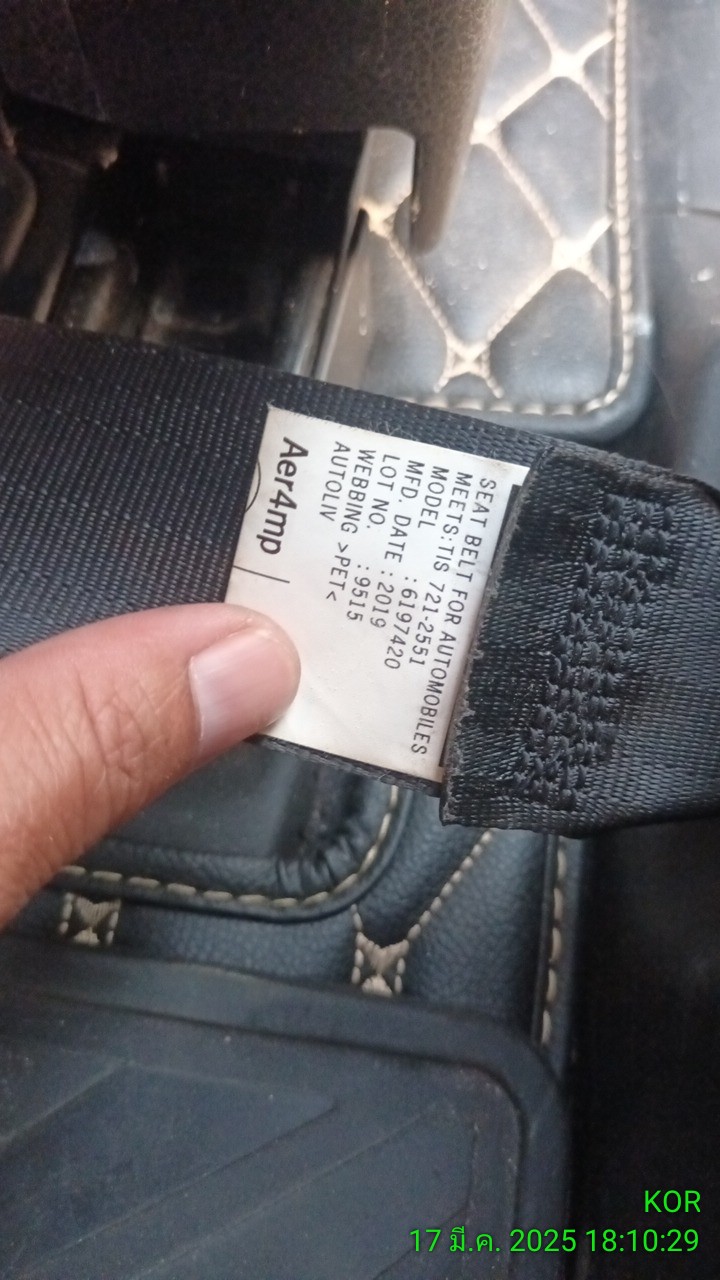 SEAT BELT FOR AUTOMOBILES
MEETS:TIS 721-2551
MODEL : 6197420
MFD. DATE : 2019
LOT NO. : 9515
WEBBING >PET<
AUTOLIV
Aer4mp
KOR
17 มี.ค. 2025 18:10:29